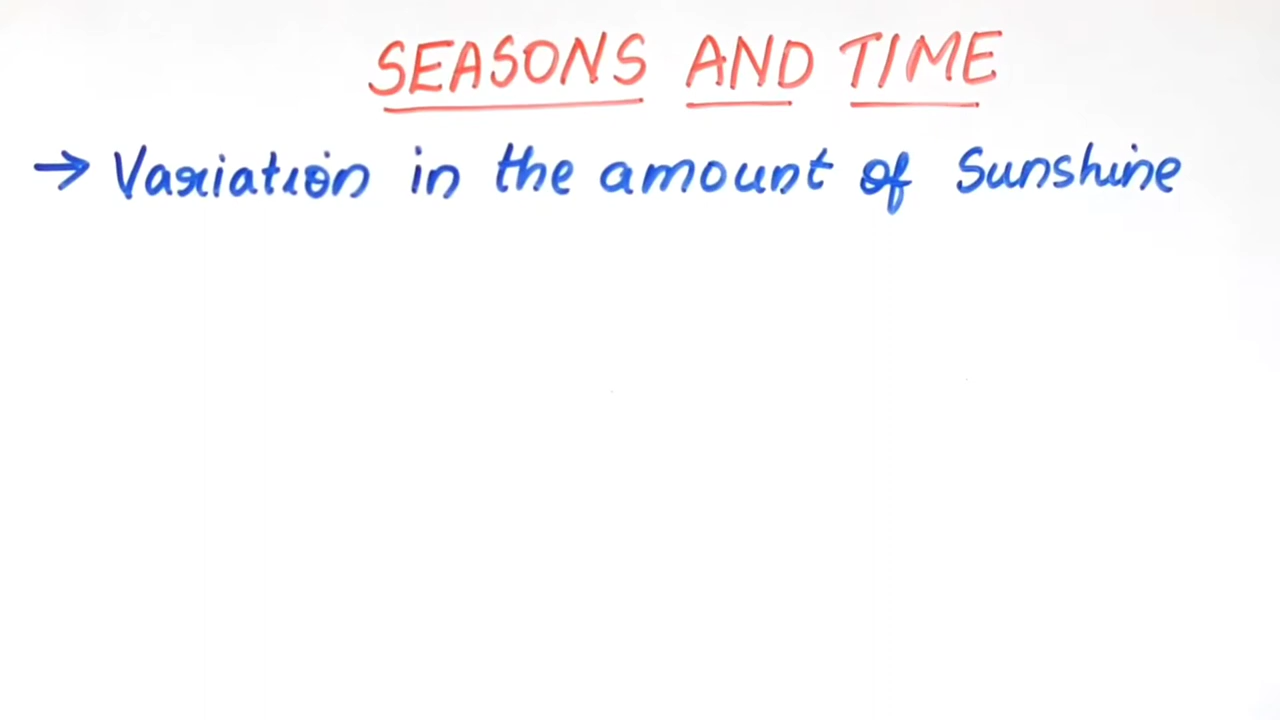 SEASONS AND TIME
→ Variation in the amount of Sunshine